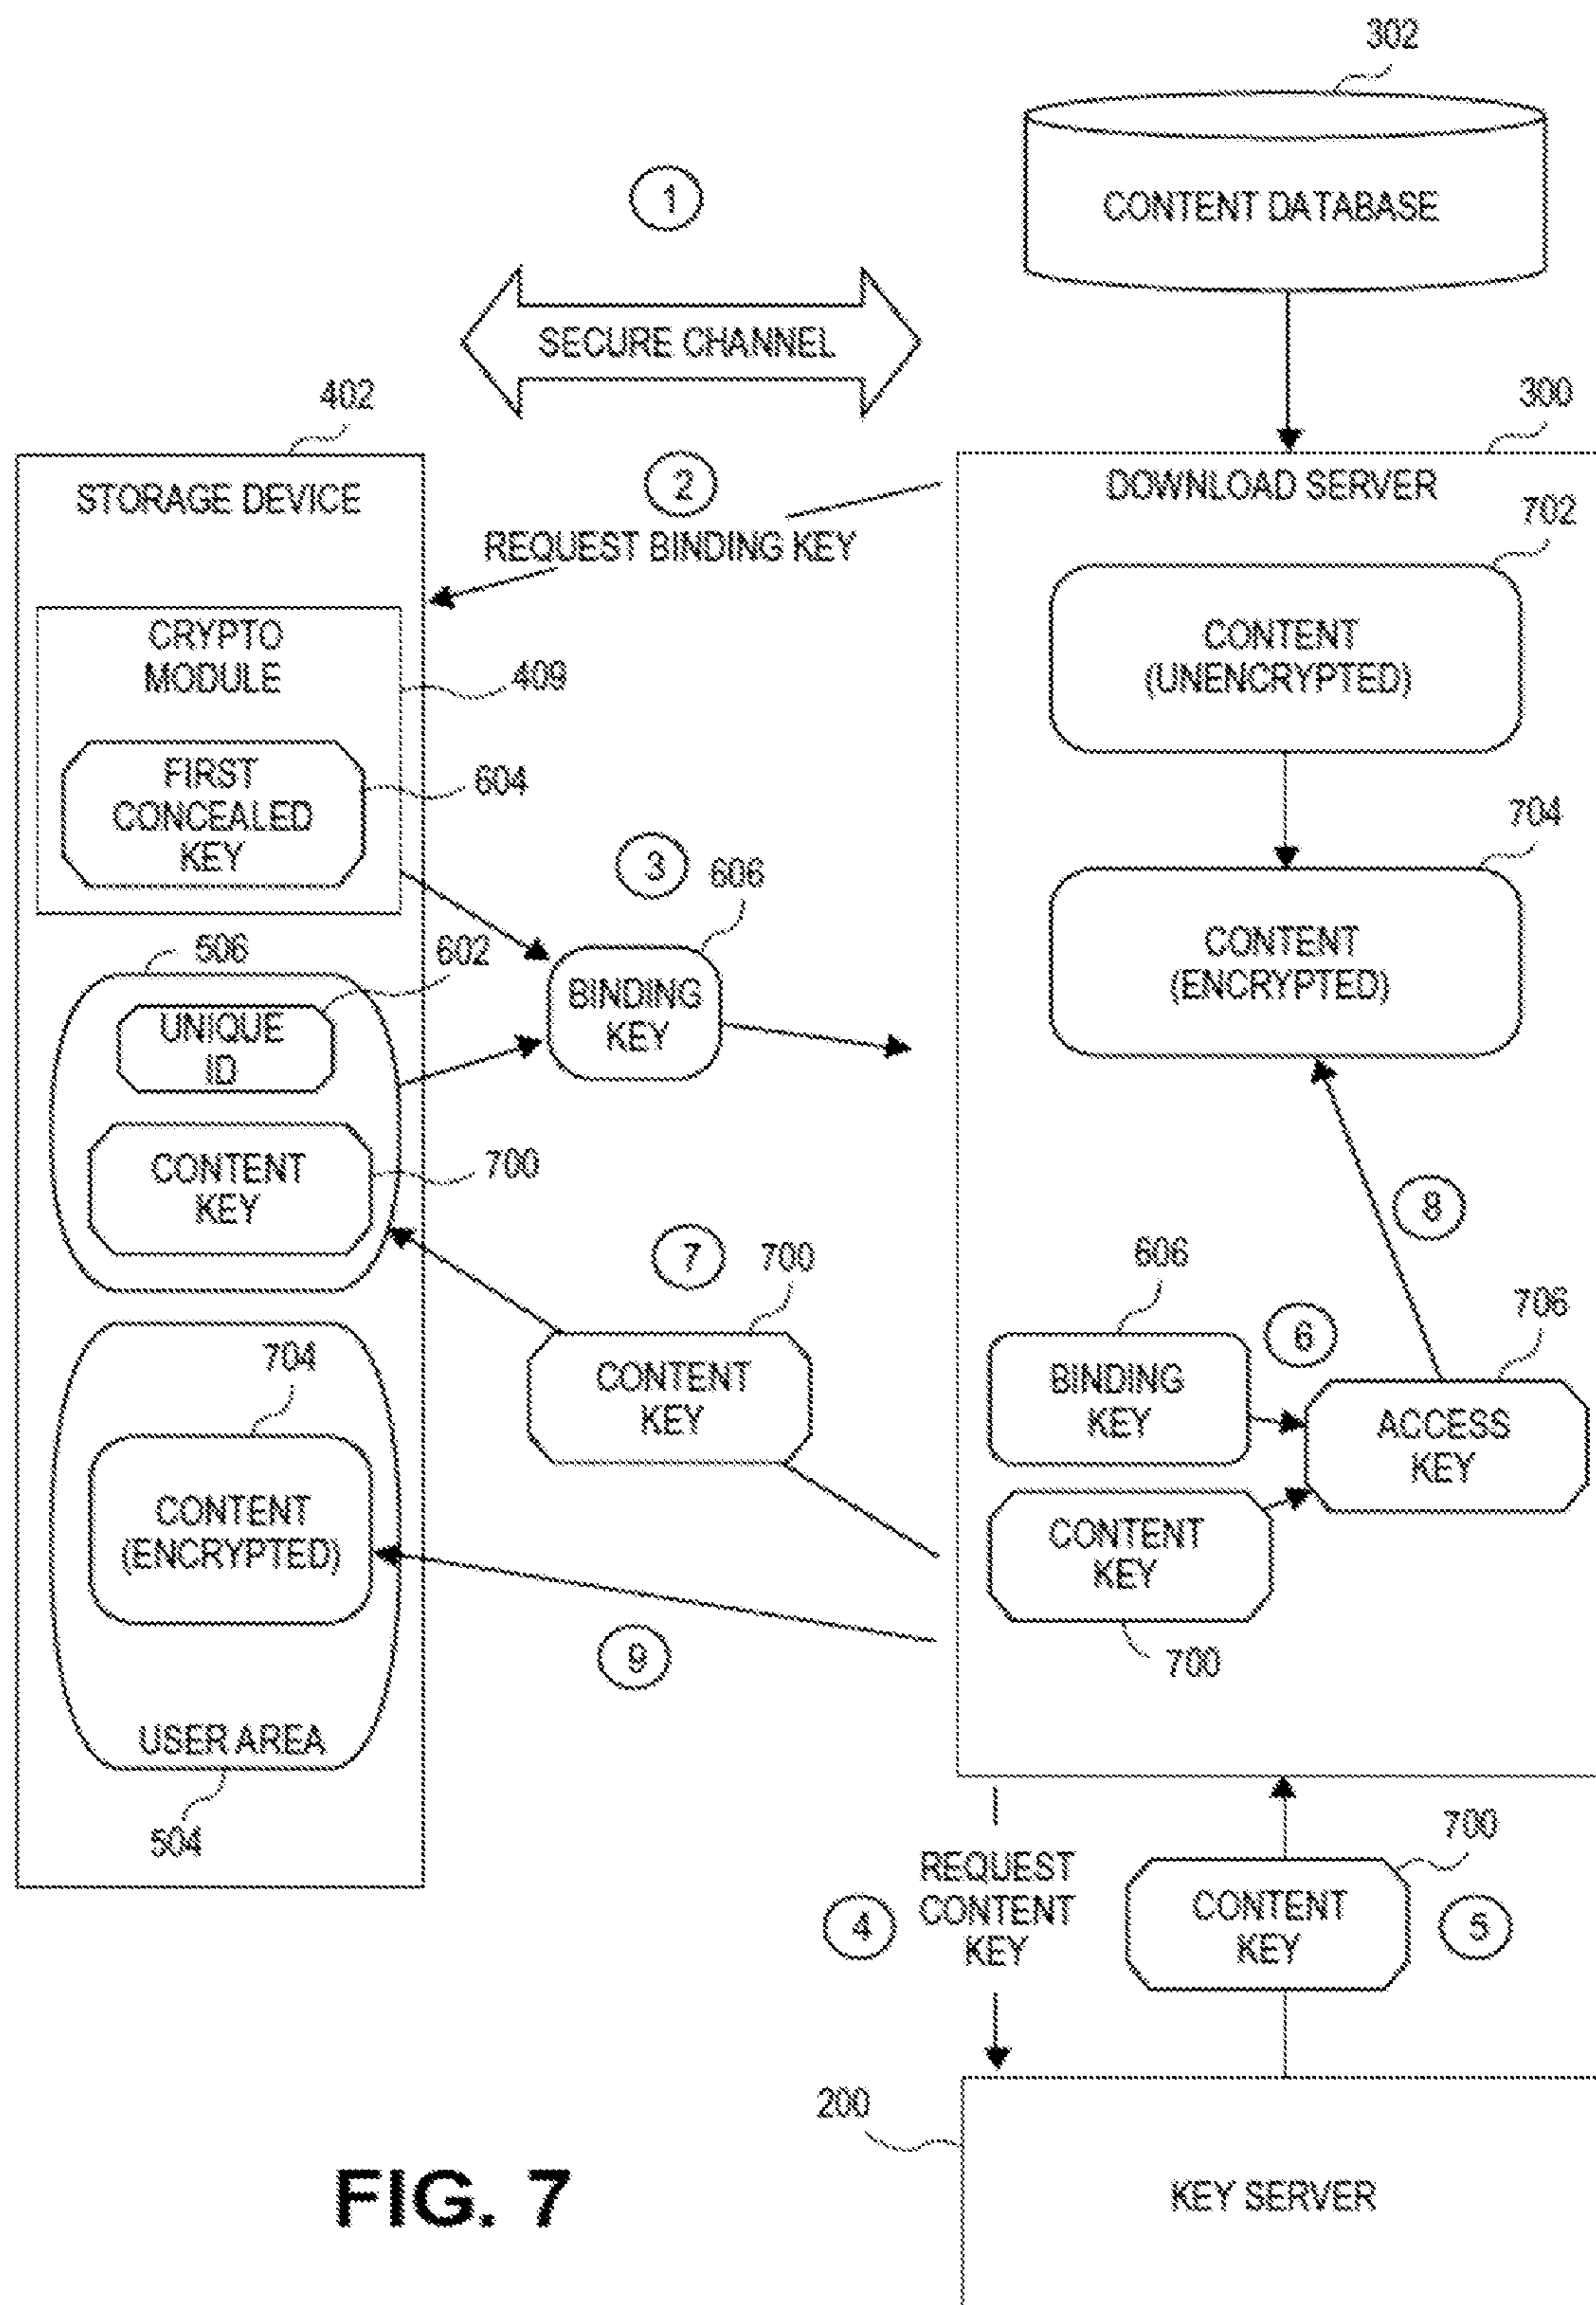 302
CONTENT DATABASE
1
SECURE CHANNEL
402
300
STORAGE DEVICE
2
REQUEST BINDING KEY
DOWNLOAD SERVER
702
CONTENT
(UNENCRYPTED)
CRYPTO
MODULE
409
FIRST
CONCEALED
KEY
604
3
606
704
CONTENT
(ENCRYPTED)
506
602
UNIQUE
ID
BINDING
KEY
CONTENT
KEY
700
7
700
CONTENT
KEY
8
606
6
706
BINDING
KEY
ACCESS
KEY
CONTENT
KEY
700
704
CONTENT
(ENCRYPTED)
9
USER AREA
504
REQUEST
CONTENT
KEY
4
700
CONTENT
KEY
5
200
KEY SERVER
FIG. 7